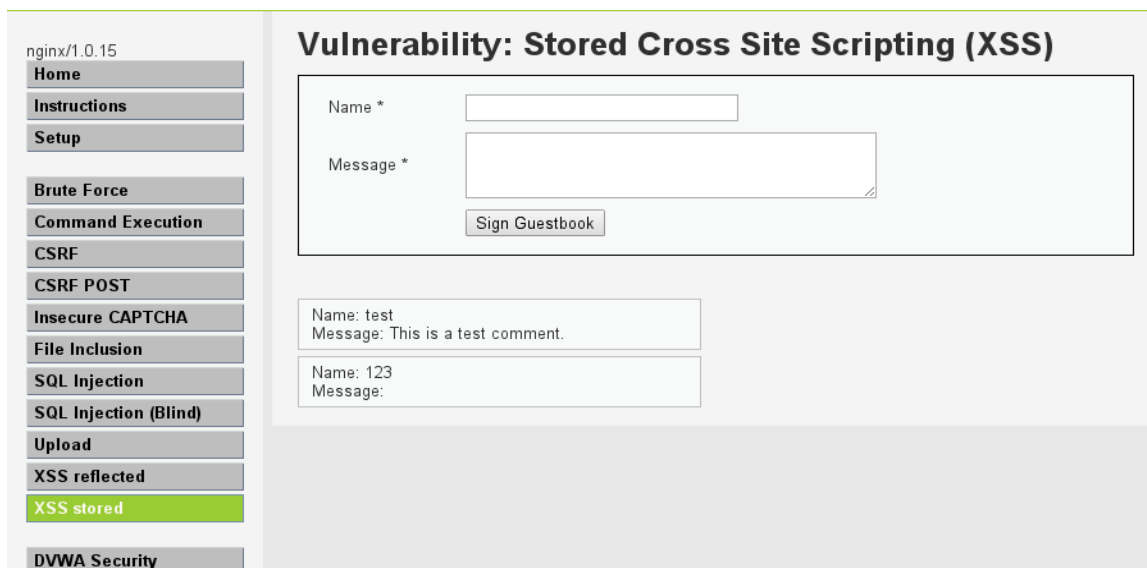 nginx/1.0.15
Home
Instructions
Setup
Brute Force
Command Execution
CSRF
CSRF POST
Insecure CAPTCHA
File Inclusion
SQL Injection
SQL Injection (Blind)
Upload
XSS reflected
XSS stored
DVWA Security
Vulnerability: Stored Cross Site Scripting (XSS)
Name *
Message *
Sign Guestbook
Name: test
Message: This is a test comment.
Name: 123
Message: